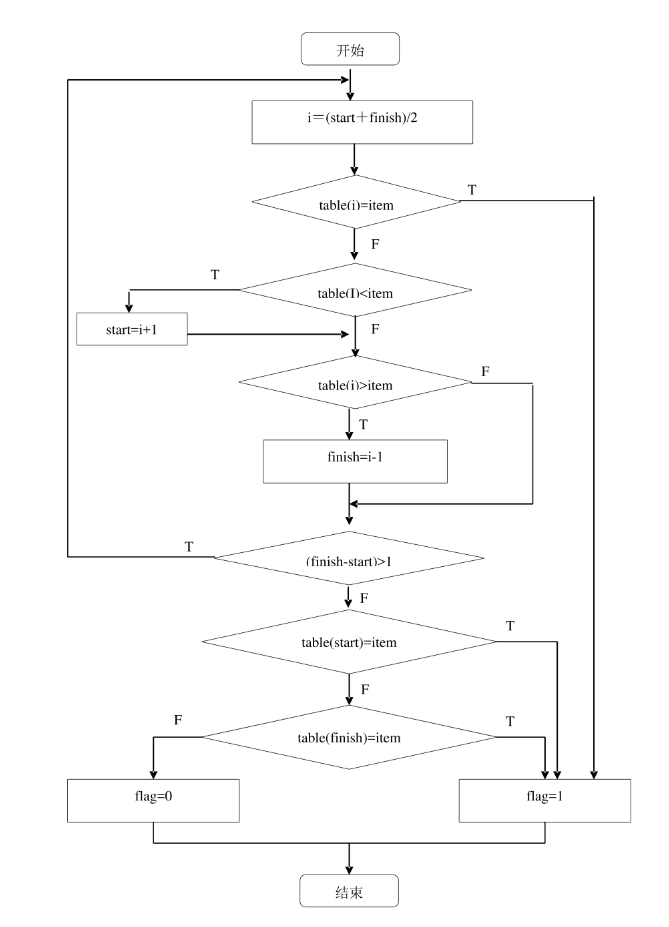 开始
i＝(start＋finish)/2
table(i)=item
T
F
T
table(I)<item
start=i+1
F
table(i)>item
F
T
finish=i-1
T
(finish-start)>1
F
table(start)=item
T
F
F
table(finish)=item
T
flag=0
flag=1
结束